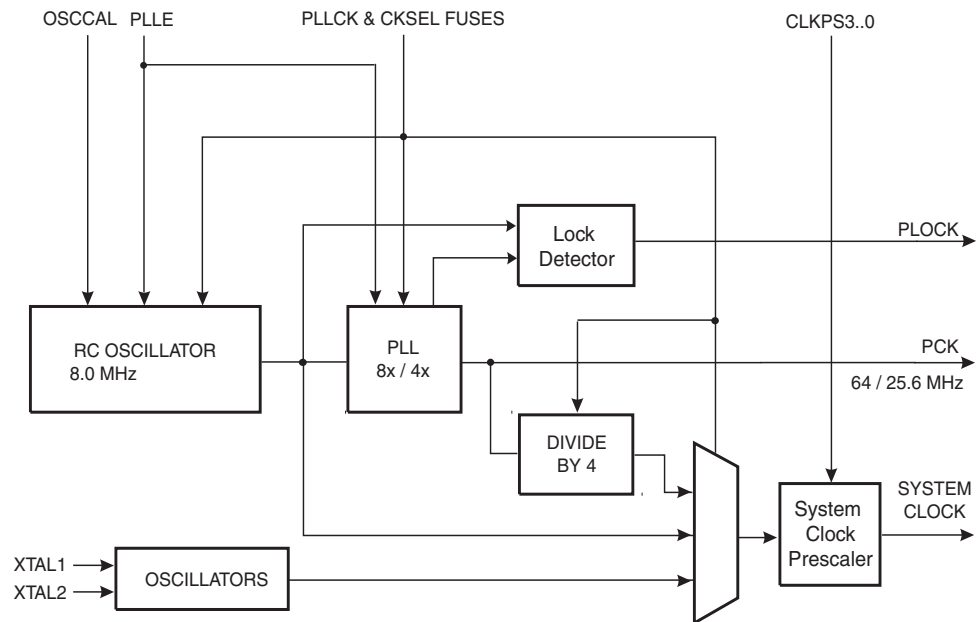 OSCCAL
PLLE
PLLCK & CKSEL FUSES
CLKPS3..0
Lock
Detector
PLOCK
RC OSCILLATOR
8.0 MHz
PLL
8x / 4x
PCK
64 / 25.6 MHz
DIVIDE
BY 4
SYSTEM
CLOCK
System
Clock
Prescaler
XTAL1
XTAL2
OSCILLATORS